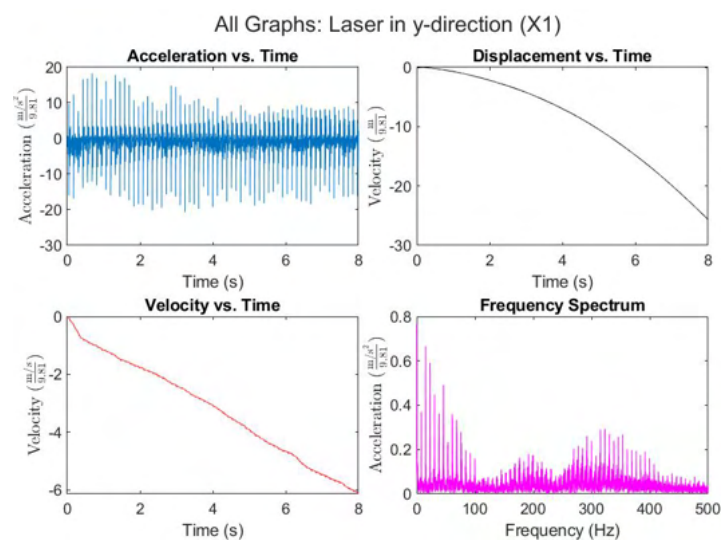 All Graphs: Laser in y-direction (X1)
Acceleration vs. Time
Acceleration (m/s²/9.81)
20
10
0
-10
-20
-30
0 2 4 6 8
Time (s)
Displacement vs. Time
Velocity (m/9.81)
0
-10
-20
-30
0 2 4 6 8
Time (s)
Velocity vs. Time
Velocity (m/s/9.81)
0
-2
-4
-6
0 2 4 6 8
Time (s)
Frequency Spectrum
Acceleration (m/s²/9.81)
0.8
0.6
0.4
0.2
0
0 100 200 300 400 500
Frequency (Hz)